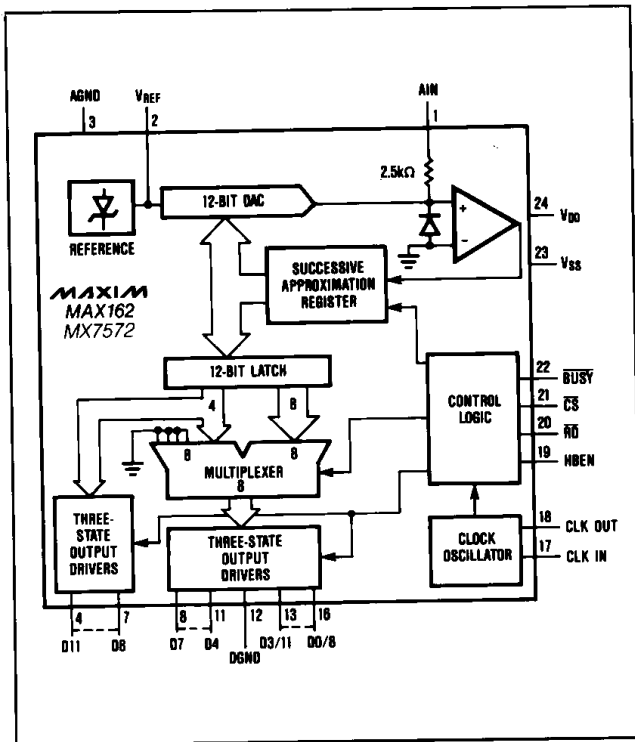 AGND
3
VREF
2
AIN
1
2.5kΩ
REFERENCE
12-BIT DAC
+
−
24
VDD
23
VSS
MAXIM
MAX162
MX7572
SUCCESSIVE
APPROXIMATION
REGISTER
12-BIT LATCH
4
8
8
8
MULTIPLEXER
8
CONTROL
LOGIC
22
BUSY
21
CS
20
RD
19
HBEN
THREE-
STATE
OUTPUT
DRIVERS
THREE-STATE
OUTPUT
DRIVERS
CLOCK
OSCILLATOR
18
CLK OUT
17
CLK IN
4
7
8
11
12
13
16
D11
D8
D7
D4
DGND
D3/11
D0/8